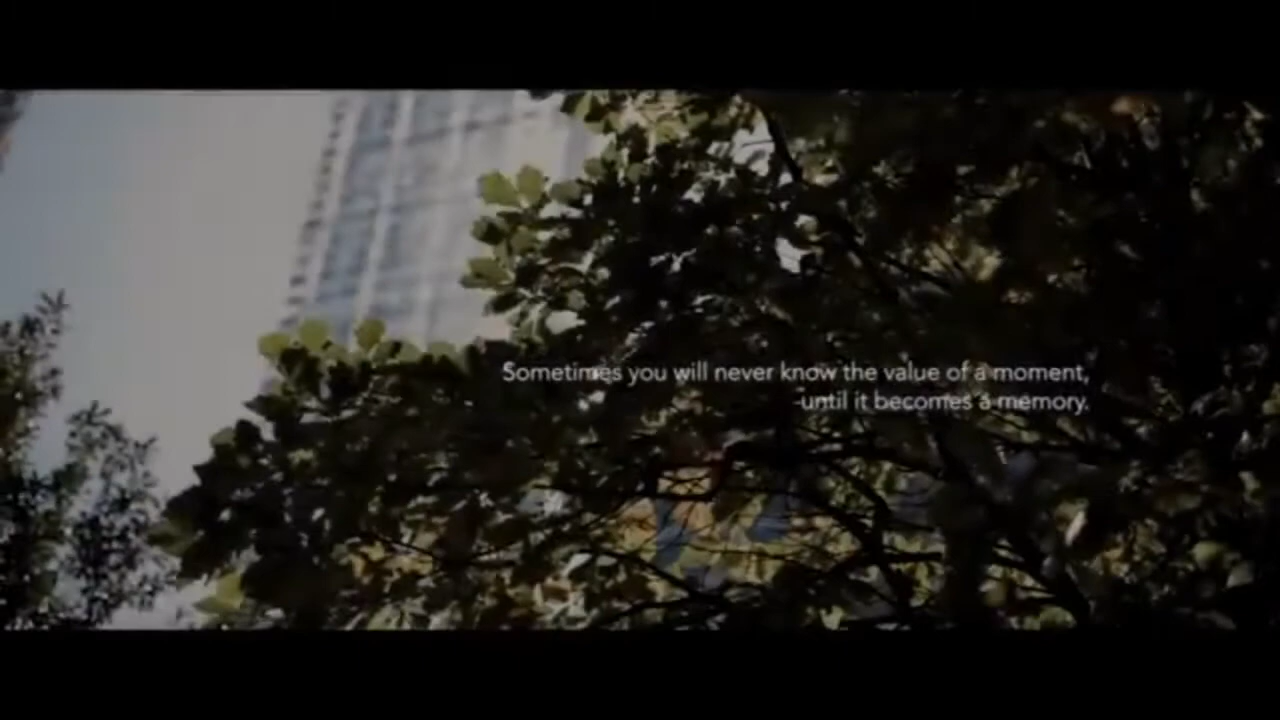 Sometimes you will never know the value of a moment,
until it becomes a memory.